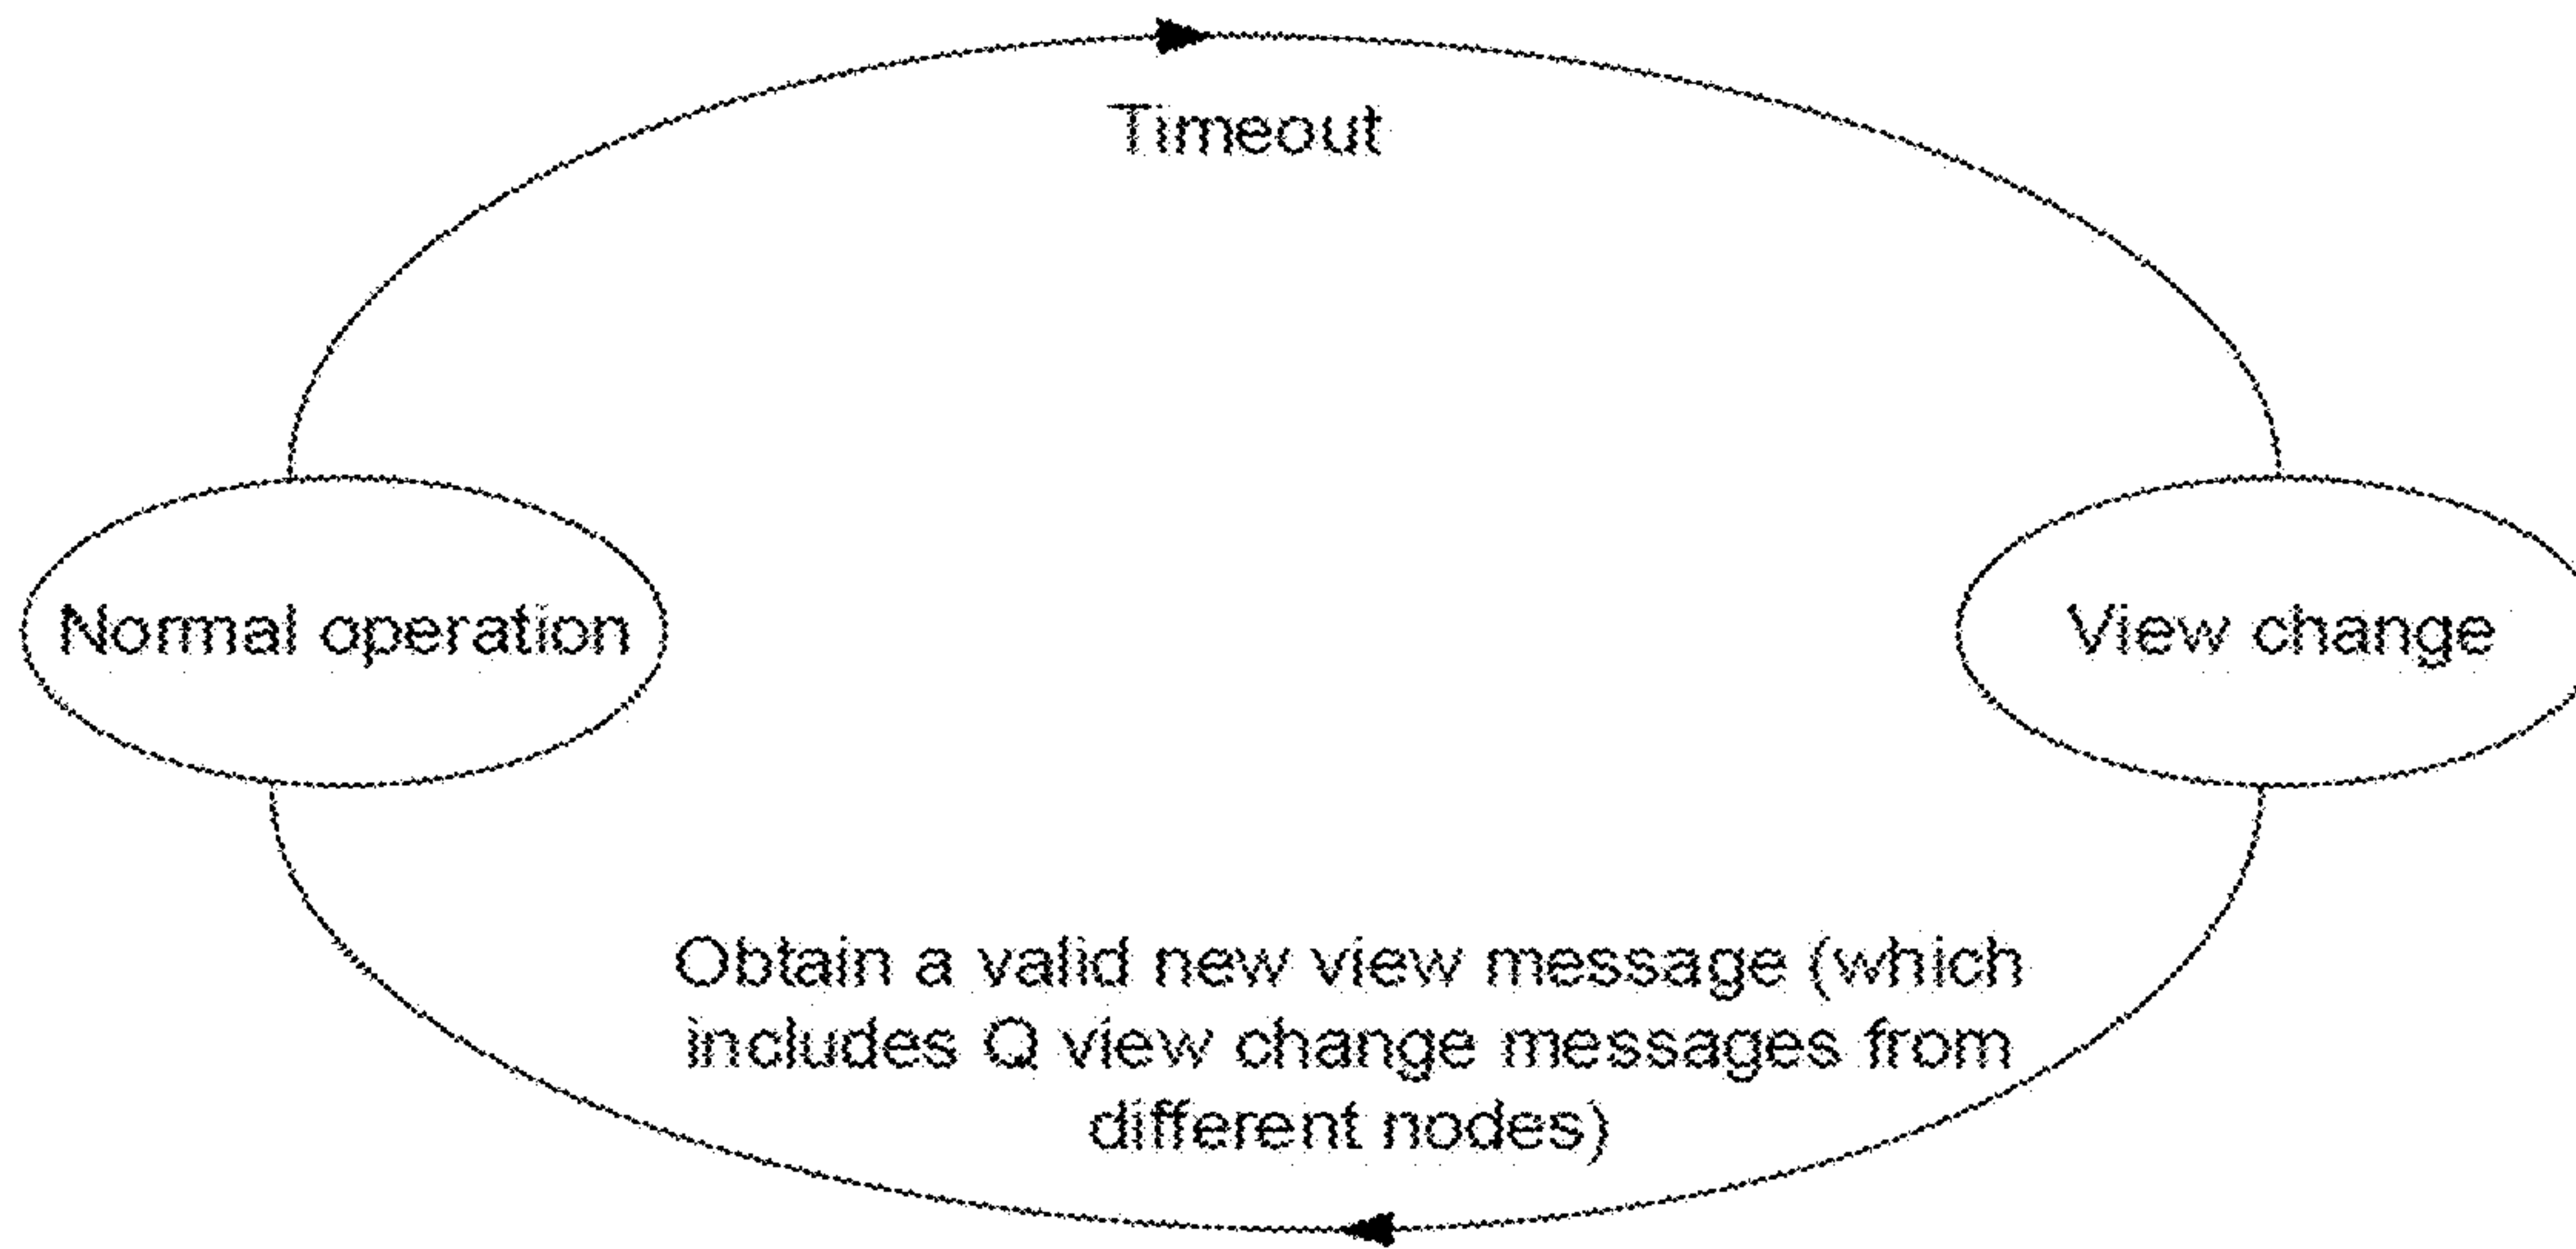 Timeout
Normal operation
View change
Obtain a valid new view message (which
includes Q view change messages from
different nodes)